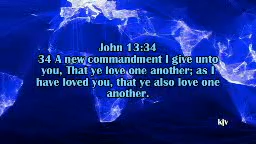 John 13:34
34 A new commandment I give unto
you, That ye love one another; as I
have loved you, that ye also love one
another.
kjv